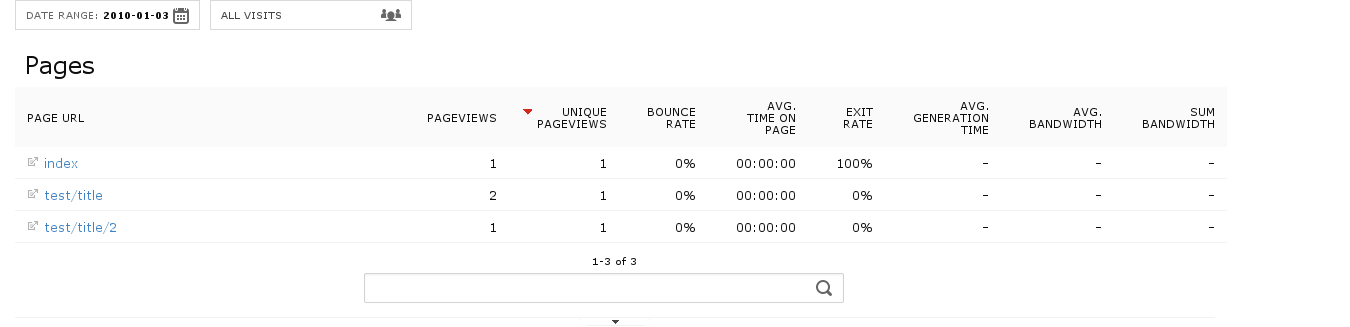 DATE RANGE: 2010-01-03 ALL VISITS
Pages
PAGE URL PAGEVIEWS UNIQUE PAGEVIEWS BOUNCE RATE AVG. TIME ON PAGE EXIT RATE AVG. GENERATION TIME AVG. BANDWIDTH SUM BANDWIDTH
index 1 1 0% 00:00:00 100% - - -
test/title 2 1 0% 00:00:00 0% - - -
test/title/2 1 1 0% 00:00:00 0% - - -
1-3 of 3